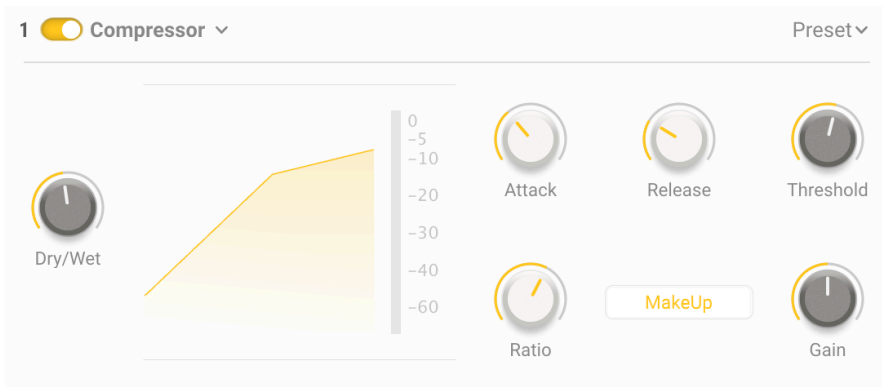 1 Compressor Preset
0
-5
-10
-20
-30
-40
-60
Dry/Wet
Attack Release Threshold
Ratio MakeUp Gain